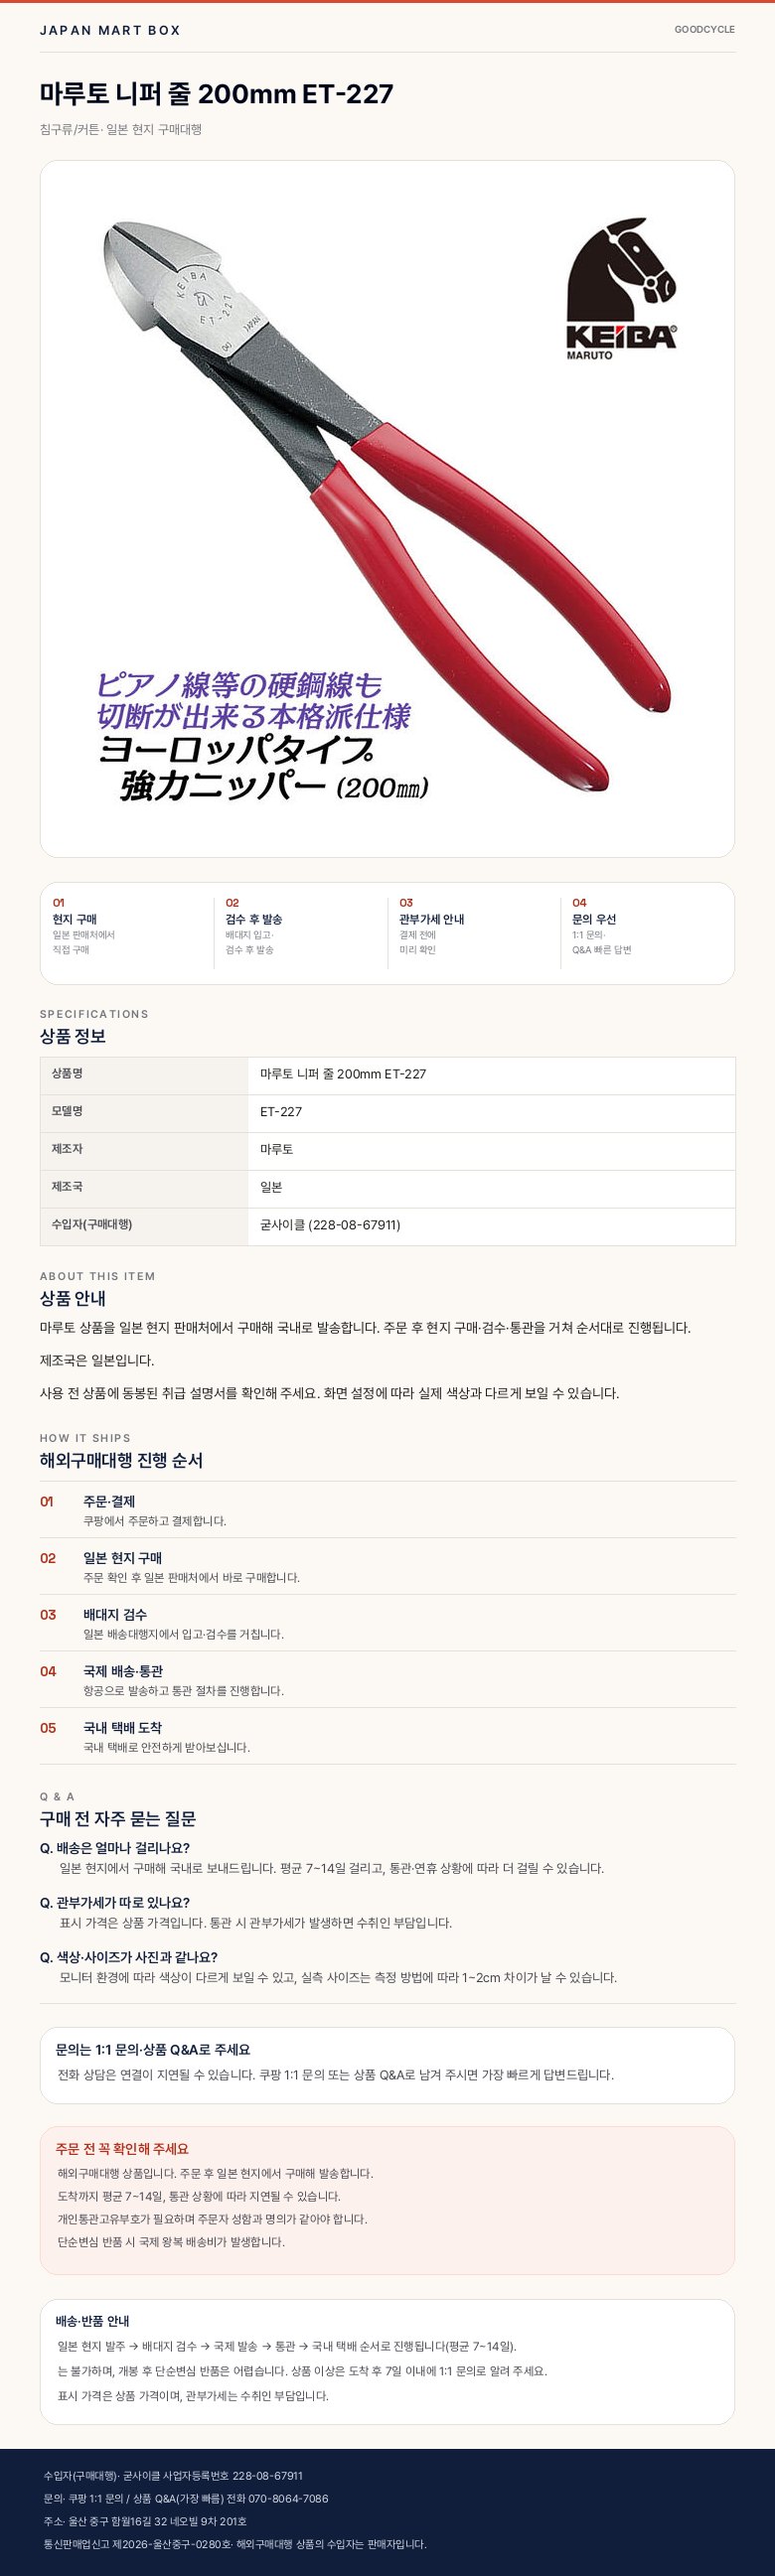 JAPAN MART BOX
GOODCYCLE
마루토 니퍼 줄 200mm ET-227
침구류/커튼· 일본 현지 구매대행
KEIBA
ET-227
JAPAN
KEIBA®
MARUTO
ピアノ線等の硬鋼線も
切断が出来る本格派仕様
ヨーロッパタイプ
強力ニッパー (200㎜)
01
현지 구매
일본 판매처에서
직접 구매
02
검수 후 발송
배대지 입고·
검수 후 발송
03
관부가세 안내
결제 전에
미리 확인
04
문의 우선
1:1 문의·
Q&A 빠른 답변
SPECIFICATIONS
상품 정보
상품명 마루토 니퍼 줄 200mm ET-227
모델명 ET-227
제조자 마루토
제조국 일본
수입자(구매대행) 굳사이클 (228-08-67911)
ABOUT THIS ITEM
상품 안내
마루토 상품을 일본 현지 판매처에서 구매해 국내로 발송합니다. 주문 후 현지 구매·검수·통관을 거쳐 순서대로 진행됩니다.
제조국은 일본입니다.
사용 전 상품에 동봉된 취급 설명서를 확인해 주세요. 화면 설정에 따라 실제 색상과 다르게 보일 수 있습니다.
HOW IT SHIPS
해외구매대행 진행 순서
01 주문·결제
쿠팡에서 주문하고 결제합니다.
02 일본 현지 구매
주문 확인 후 일본 판매처에서 바로 구매합니다.
03 배대지 검수
일본 배송대행지에서 입고·검수를 거칩니다.
04 국제 배송·통관
항공으로 발송하고 통관 절차를 진행합니다.
05 국내 택배 도착
국내 택배로 안전하게 받아보십니다.
Q & A
구매 전 자주 묻는 질문
Q. 배송은 얼마나 걸리나요?
일본 현지에서 구매해 국내로 보내드립니다. 평균 7~14일 걸리고, 통관·연휴 상황에 따라 더 걸릴 수 있습니다.
Q. 관부가세가 따로 있나요?
표시 가격은 상품 가격입니다. 통관 시 관부가세가 발생하면 수취인 부담입니다.
Q. 색상·사이즈가 사진과 같나요?
모니터 환경에 따라 색상이 다르게 보일 수 있고, 실측 사이즈는 측정 방법에 따라 1~2cm 차이가 날 수 있습니다.
문의는 1:1 문의·상품 Q&A로 주세요
전화 상담은 연결이 지연될 수 있습니다. 쿠팡 1:1 문의 또는 상품 Q&A로 남겨 주시면 가장 빠르게 답변드립니다.
주문 전 꼭 확인해 주세요
해외구매대행 상품입니다. 주문 후 일본 현지에서 구매해 발송합니다.
도착까지 평균 7~14일, 통관 상황에 따라 지연될 수 있습니다.
개인통관고유부호가 필요하며 주문자 성함과 명의가 같아야 합니다.
단순변심 반품 시 국제 왕복 배송비가 발생합니다.
배송·반품 안내
일본 현지 발주 → 배대지 검수 → 국제 발송 → 통관 → 국내 택배 순서로 진행됩니다(평균 7~14일).
는 불가하며, 개봉 후 단순변심 반품은 어렵습니다. 상품 이상은 도착 후 7일 이내에 1:1 문의로 알려 주세요.
표시 가격은 상품 가격이며, 관부가세는 수취인 부담입니다.
수입자(구매대행)· 굳사이클 사업자등록번호 228-08-67911
문의· 쿠팡 1:1 문의 / 상품 Q&A(가장 빠름) 전화 070-8064-7086
주소· 울산 중구 함월16길 32 네오빌 9차 201호
통신판매업신고 제2026-울산중구-0280호· 해외구매대행 상품의 수입자는 판매자입니다.